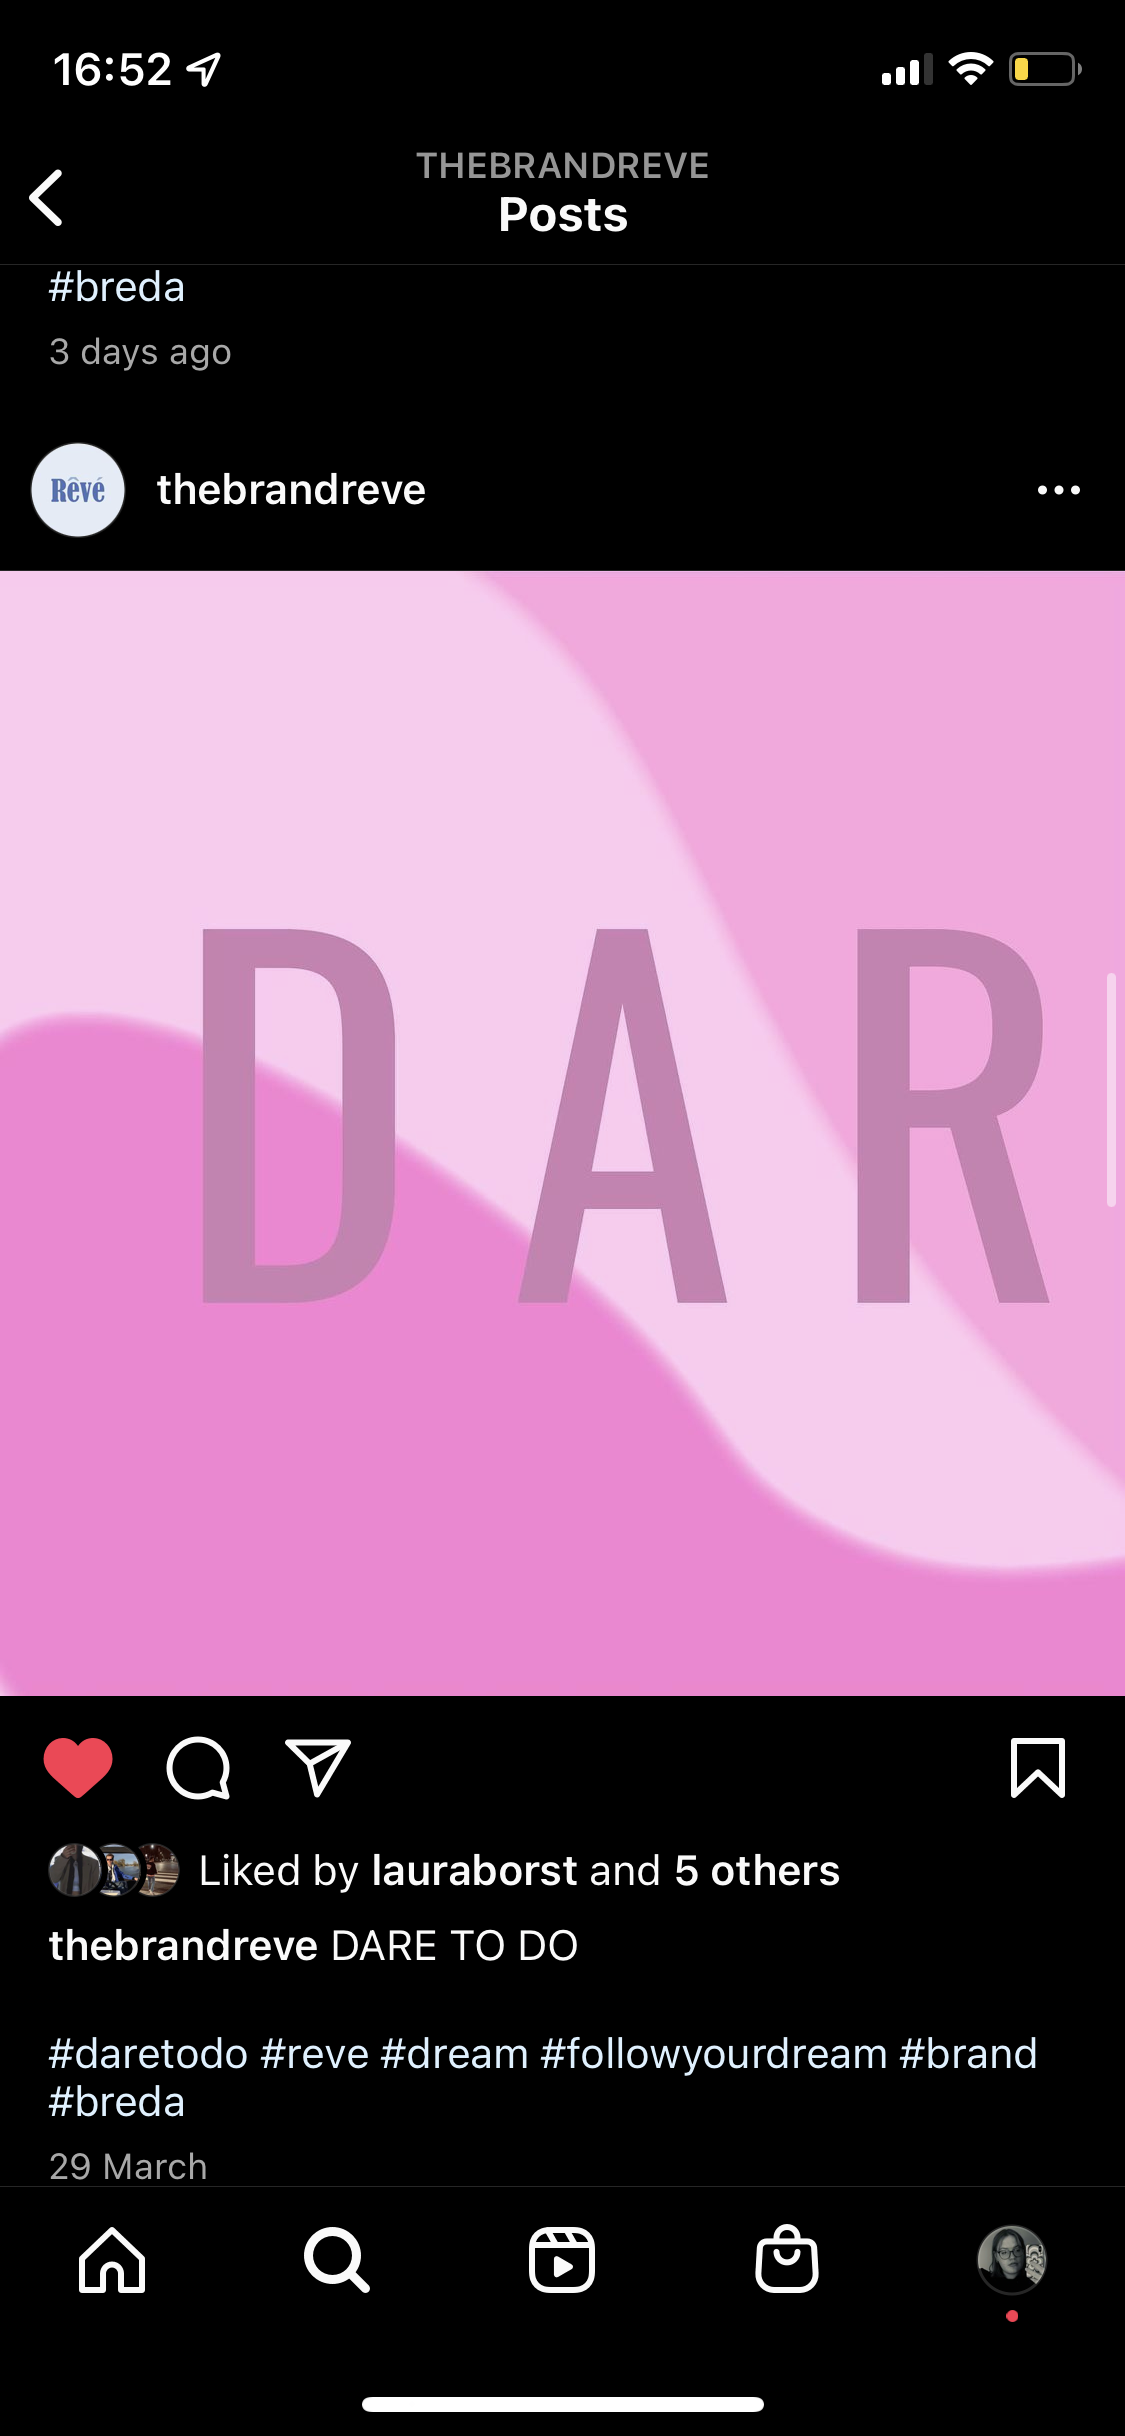 16:52
THEBRANDREVE
Posts
#breda
3 days ago
Rêvé
thebrandreve
DAR
Liked by lauraborst and 5 others
thebrandreve DARE TO DO
#daretodo #reve #dream #followyourdream #brand
#breda
29 March